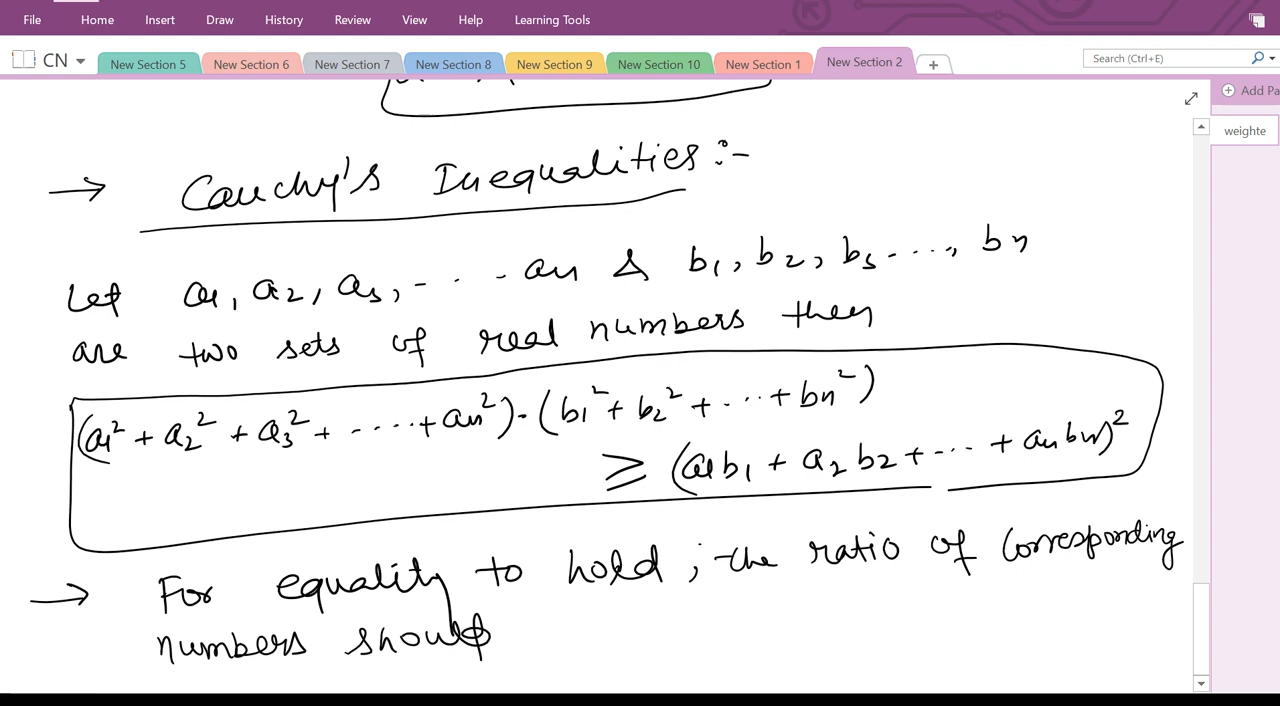 File Home Insert Draw History Review View Help Learning Tools
CN New Section 5 New Section 6 New Section 7 New Section 8 New Section 9 New Section 10 New Section 1 New Section 2 Search (Ctrl+E)
Add Pa
weighte
→ Cauchy's Inequalities :-
Let a1, a2, a3, ..... an & b1, b2, b3....., bn
are two sets of real numbers then
(a1² + a2² + a3² + ..... + an²) . (b1² + b2² + ..... + bn²)
≥ (a1b1 + a2b2 + ..... + anbn)²
→ For equality to hold ; the ratio of corresponding
numbers should